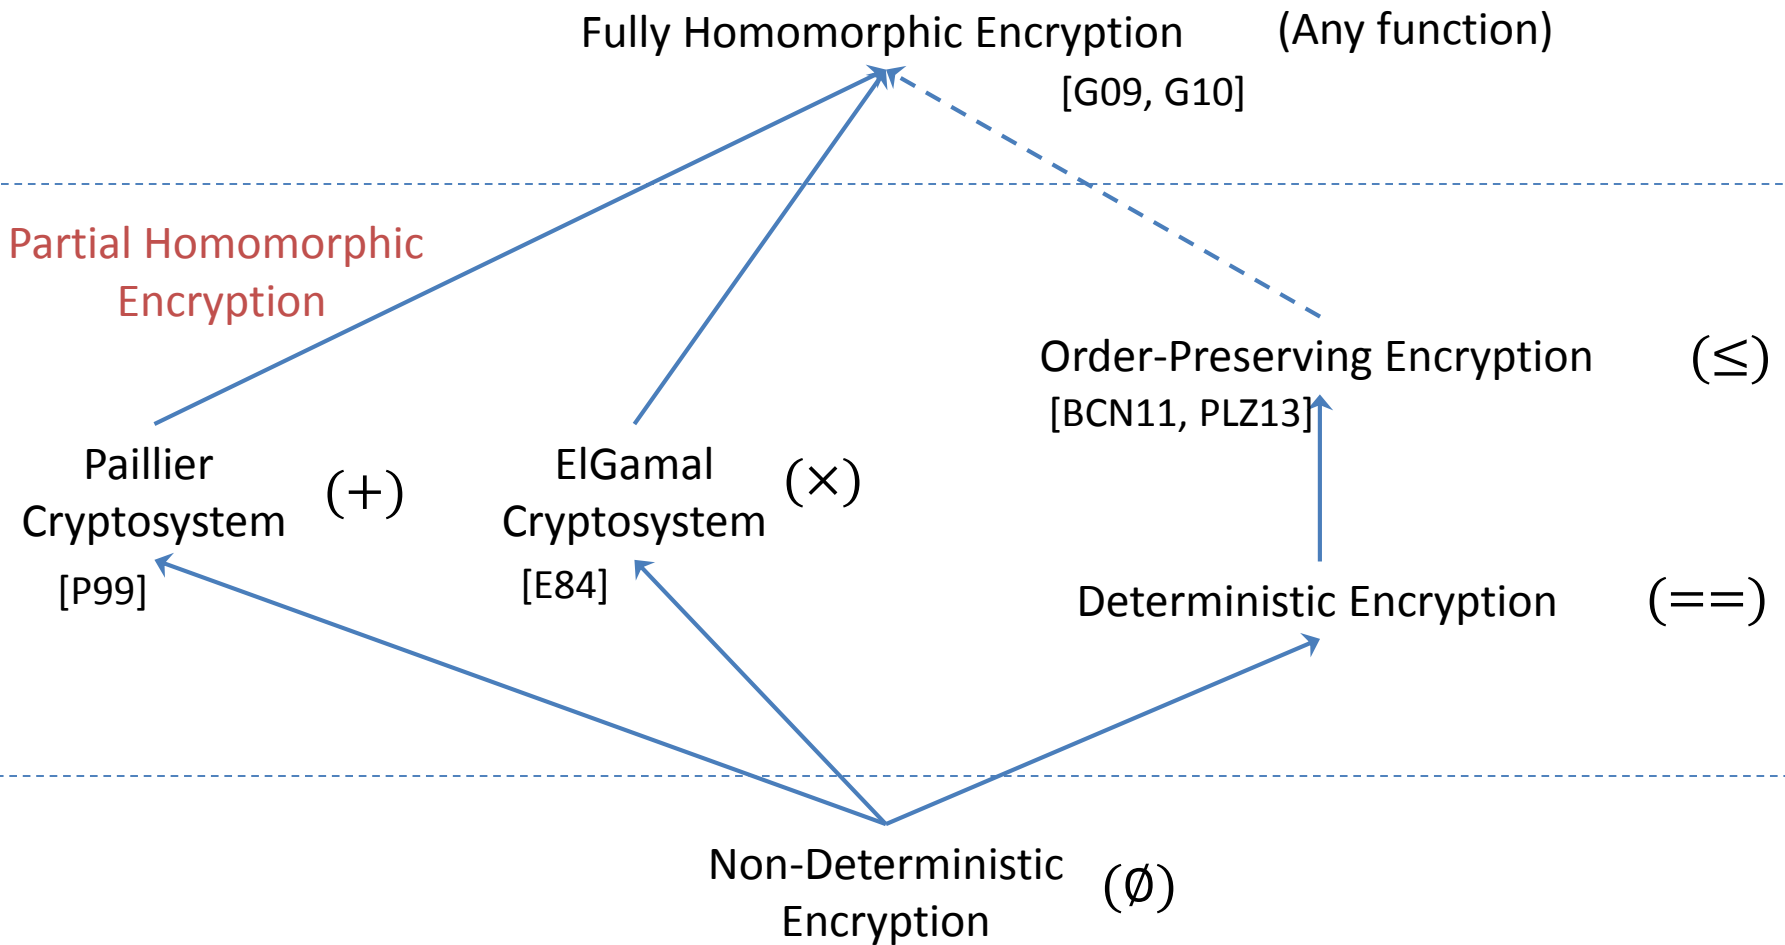 Fully Homomorphic Encryption (Any function)
[G09, G10]
Partial Homomorphic
Encryption
Order-Preserving Encryption (≤)
[BCN11, PLZ13]
Paillier
Cryptosystem (+)
[P99]
ElGamal
Cryptosystem (×)
[E84]
Deterministic Encryption (==)
Non-Deterministic
Encryption (∅)